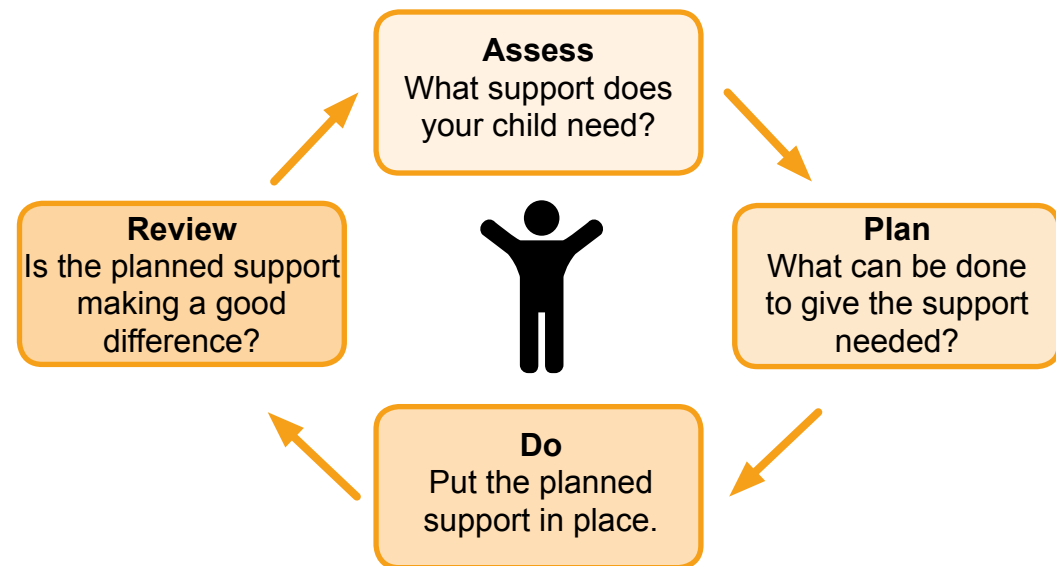 Assess
What support does
your child need?
Plan
What can be done
to give the support
needed?
Do
Put the planned
support in place.
Review
Is the planned support
making a good
difference?